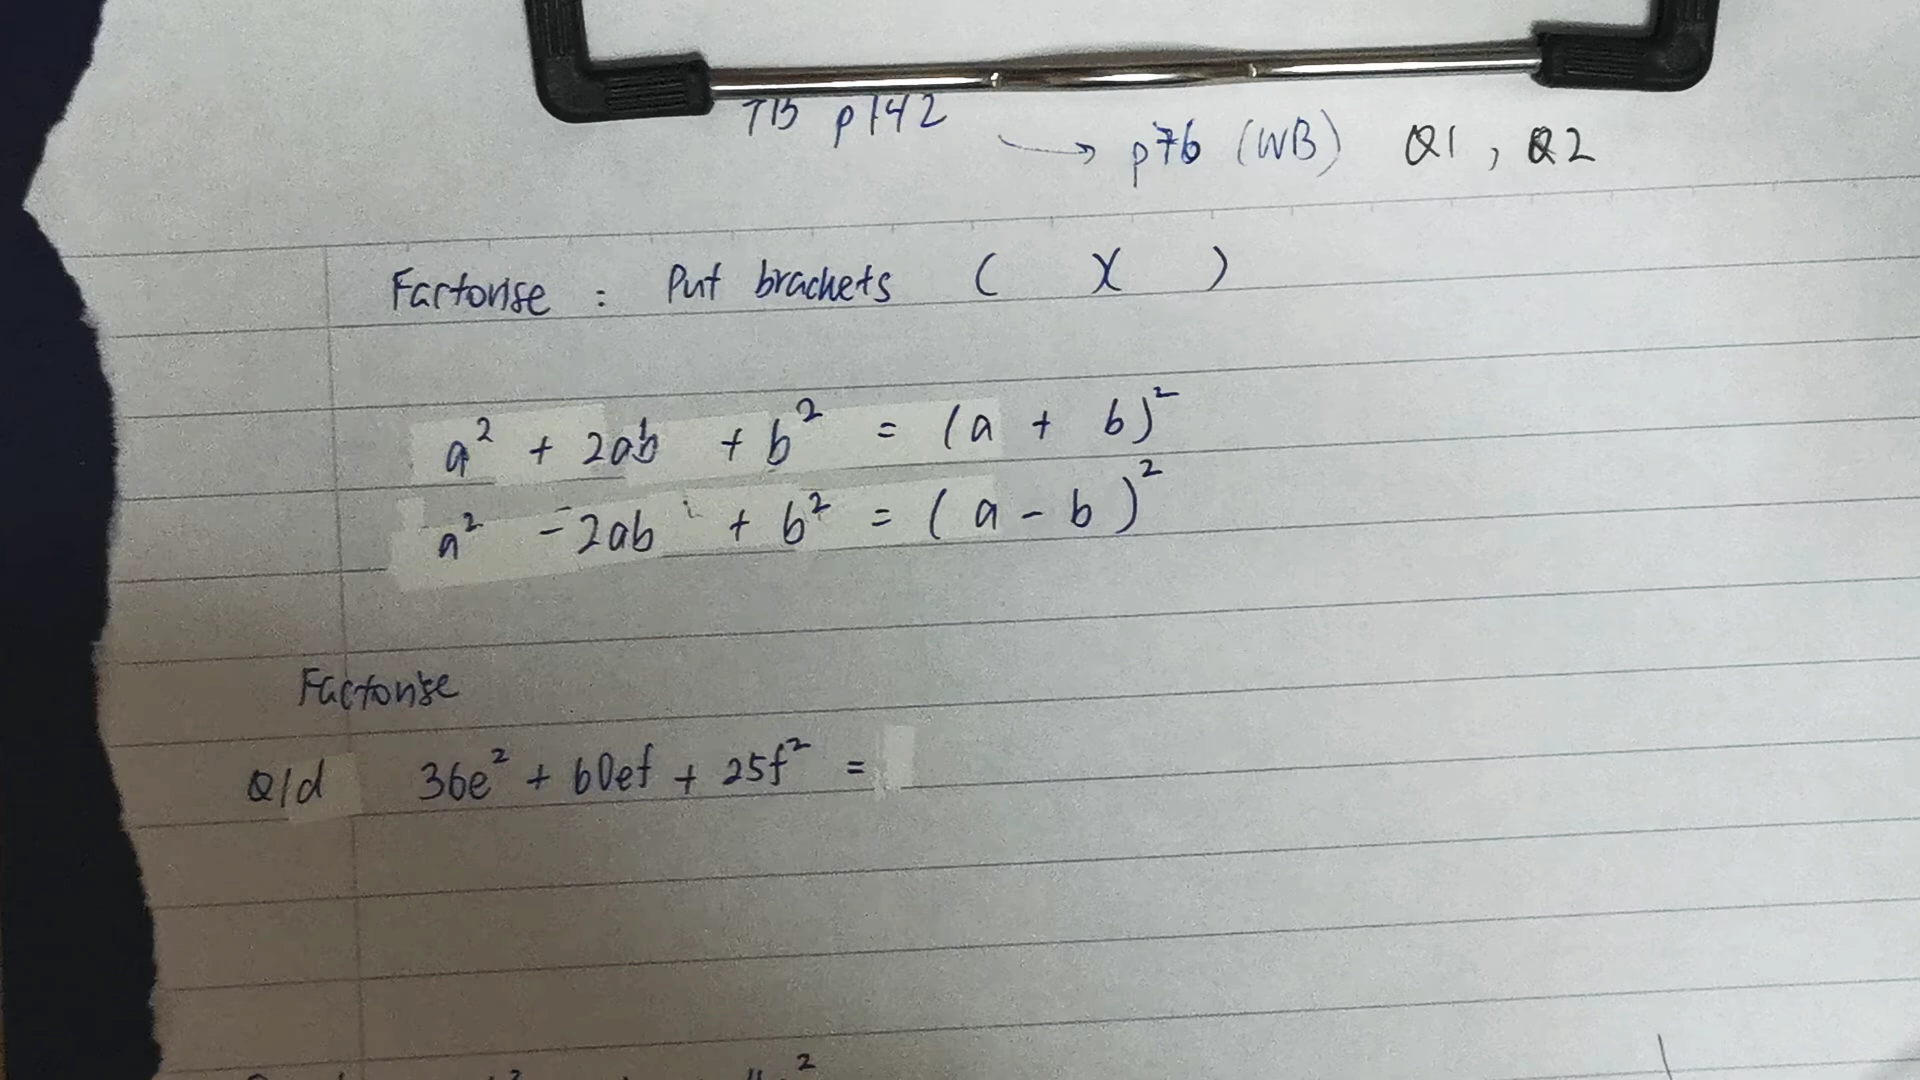 TB p142
→ p76 (WB) Q1, Q2
Factorise : Put brackets ( X )
a² + 2ab + b² = (a + b)²
a² - 2ab + b² = (a - b)²
Factorise
Q1d 36e² + 60ef + 25f² =